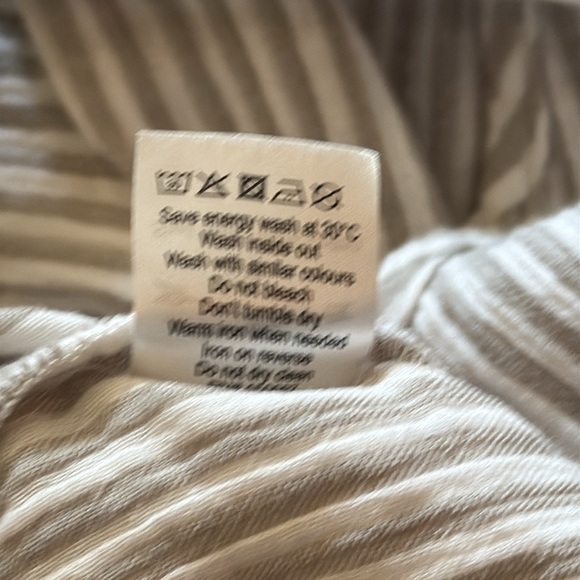 Save energy wash at 30°C
Wash inside out
Wash with similar colours
Do not bleach
Don't tumble dry
Warm iron when needed
Iron on reverse
Do not dry clean